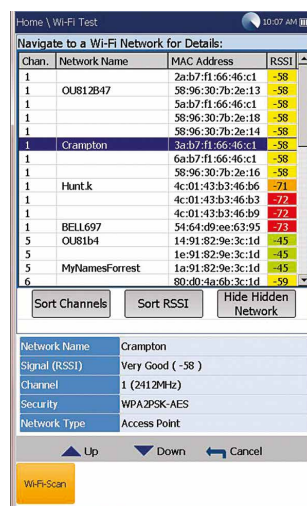 Home \ Wi-Fi Test 10:07 AM
Navigate to a Wi-Fi Network for Details:
Chan. Network Name MAC Address RSSI
1 2a:b7:f1:66:46:c1 -58
1 OU812B47 58:96:30:7b:2e:13 -58
1 5a:b7:f1:66:46:c1 -58
1 58:96:30:7b:2e:18 -58
1 58:96:30:7b:2e:14 -58
1 Crampton 3a:b7:f1:66:46:c1 -58
1 6a:b7:f1:66:46:c1 -58
1 58:96:30:7b:2e:16 -58
1 Hunt.k 4c:01:43:b3:46:b6 -71
1 4c:01:43:b3:46:b3 -72
1 4c:01:43:b3:46:b9 -72
1 BELL697 54:64:d9:ee:63:95 -73
5 OU81b4 14:91:82:9e:3c:1d -45
5 1e:91:82:9e:3c:1d -45
5 MyNamesForrest 1a:91:82:9e:3c:1d -45
6 80:d0:4a:6b:3c:1d -59
Sort Channels Sort RSSI Hide Hidden Network
Network Name Crampton
Signal (RSSI) Very Good ( -58 )
Channel 1 (2412MHz)
Security WPA2PSK-AES
Network Type Access Point
Up Down Cancel
Wi-Fi-Scan